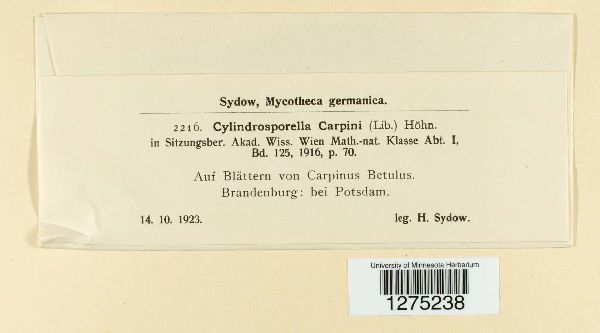 Sydow, Mycotheca germanica.
2216. Cylindrosporella Carpini (Lib.) Höhn.
in Sitzungsber. Akad. Wiss. Wien Math.-nat. Klasse Abt. I,
Bd. 125, 1916, p. 70.
Auf Blättern von Carpinus Betulus.
Brandenburg: bei Potsdam.
14. 10. 1923. leg. H. Sydow.
University of Minnesota Herbarium
1275238